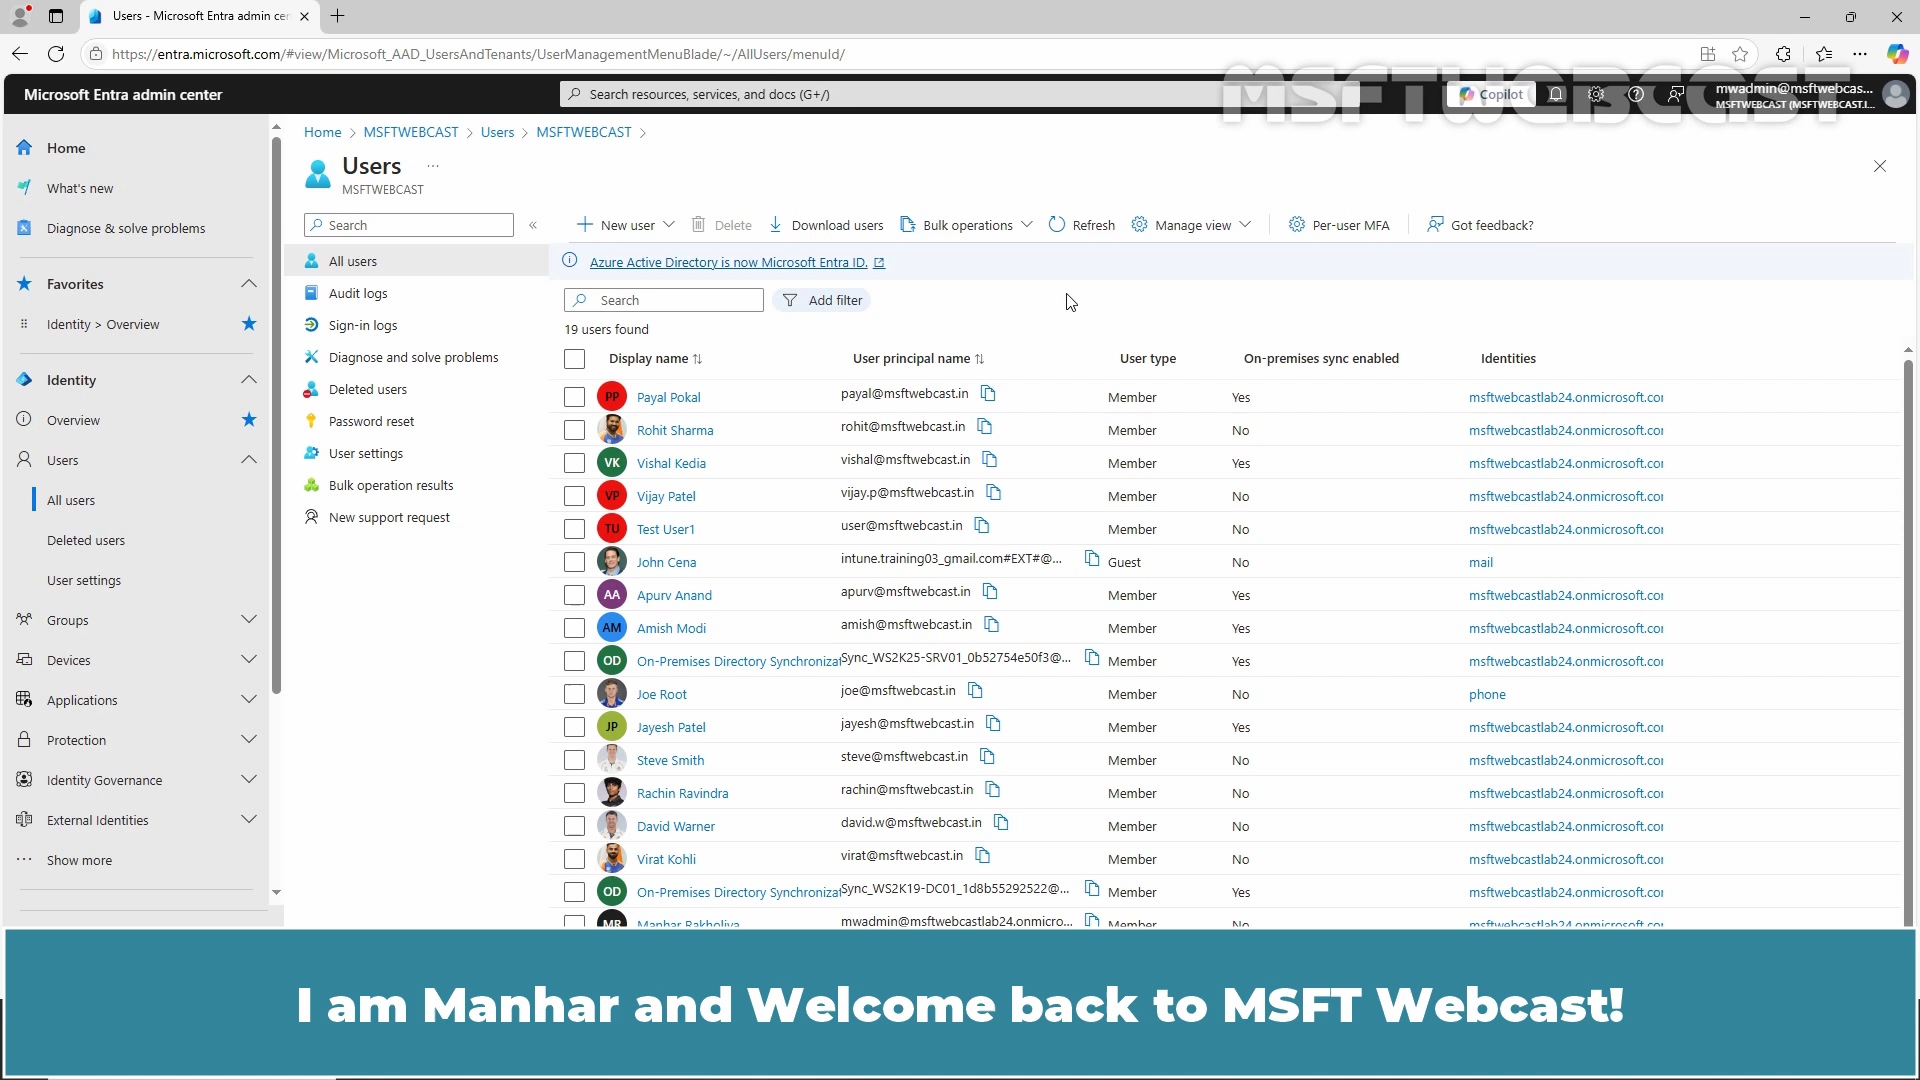 Users - Microsoft Entra admin cer
https://entra.microsoft.com/#view/Microsoft_AAD_UsersAndTenants/UserManagementMenuBlade/~/AllUsers/menuId/
MSFTWEBCAST
Microsoft Entra admin center
Search resources, services, and docs (G+/)
Copilot
mwadmin@msftwebcas...
MSFTWEBCAST (MSFTWEBCAST.I...
Home
What's new
Diagnose & solve problems
Favorites
Identity > Overview
Identity
Overview
Users
All users
Deleted users
User settings
Groups
Devices
Applications
Protection
Identity Governance
External Identities
Show more
Home > MSFTWEBCAST > Users > MSFTWEBCAST >
Users ...
MSFTWEBCAST
Search
All users
Audit logs
Sign-in logs
Diagnose and solve problems
Deleted users
Password reset
User settings
Bulk operation results
New support request
New user Delete Download users Bulk operations Refresh Manage view Per-user MFA Got feedback?
Azure Active Directory is now Microsoft Entra ID.
Search Add filter
19 users found
Display name User principal name User type On-premises sync enabled Identities
PP Payal Pokal payal@msftwebcast.in Member Yes msftwebcastlab24.onmicrosoft.co
Rohit Sharma rohit@msftwebcast.in Member No msftwebcastlab24.onmicrosoft.co
VK Vishal Kedia vishal@msftwebcast.in Member Yes msftwebcastlab24.onmicrosoft.co
VP Vijay Patel vijay.p@msftwebcast.in Member No msftwebcastlab24.onmicrosoft.co
TU Test User1 user@msftwebcast.in Member No msftwebcastlab24.onmicrosoft.co
John Cena intune.training03_gmail.com#EXT#@... Guest No mail
AA Apurv Anand apurv@msftwebcast.in Member Yes msftwebcastlab24.onmicrosoft.co
AM Amish Modi amish@msftwebcast.in Member Yes msftwebcastlab24.onmicrosoft.co
OD On-Premises Directory Synchroniza Sync_WS2K25-SRV01_0b52754e50f3@... Member Yes msftwebcastlab24.onmicrosoft.co
Joe Root joe@msftwebcast.in Member No phone
JP Jayesh Patel jayesh@msftwebcast.in Member Yes msftwebcastlab24.onmicrosoft.co
Steve Smith steve@msftwebcast.in Member No msftwebcastlab24.onmicrosoft.co
Rachin Ravindra rachin@msftwebcast.in Member No msftwebcastlab24.onmicrosoft.co
David Warner david.w@msftwebcast.in Member No msftwebcastlab24.onmicrosoft.co
Virat Kohli virat@msftwebcast.in Member No msftwebcastlab24.onmicrosoft.co
OD On-Premises Directory Synchroniza Sync_WS2K19-DC01_1d8b55292522@... Member Yes msftwebcastlab24.onmicrosoft.co
MR Manhar Rakholiya mwadmin@msftwebcastlab24.onmicro... Member No msftwebcastlab24.onmicrosoft.co
I am Manhar and Welcome back to MSFT Webcast!